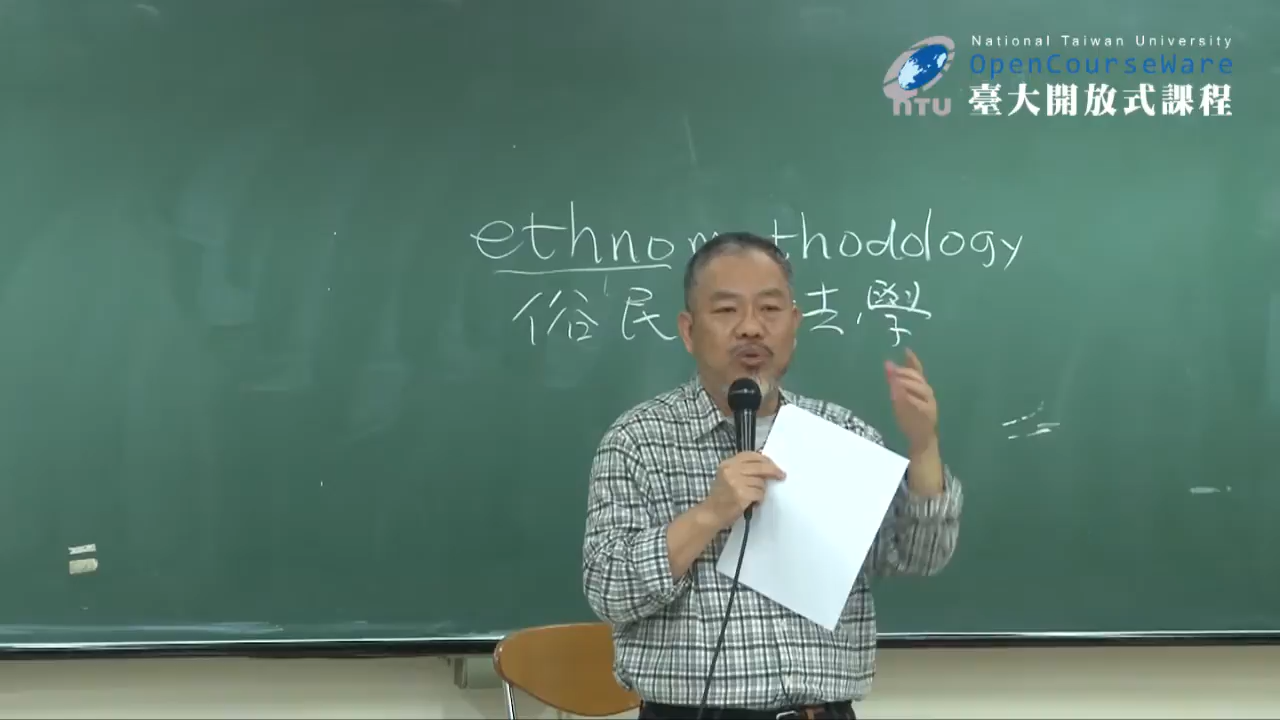 National Taiwan University
OpenCourseWare
NTU 臺大開放式課程
ethnom thodology
俗民 法學